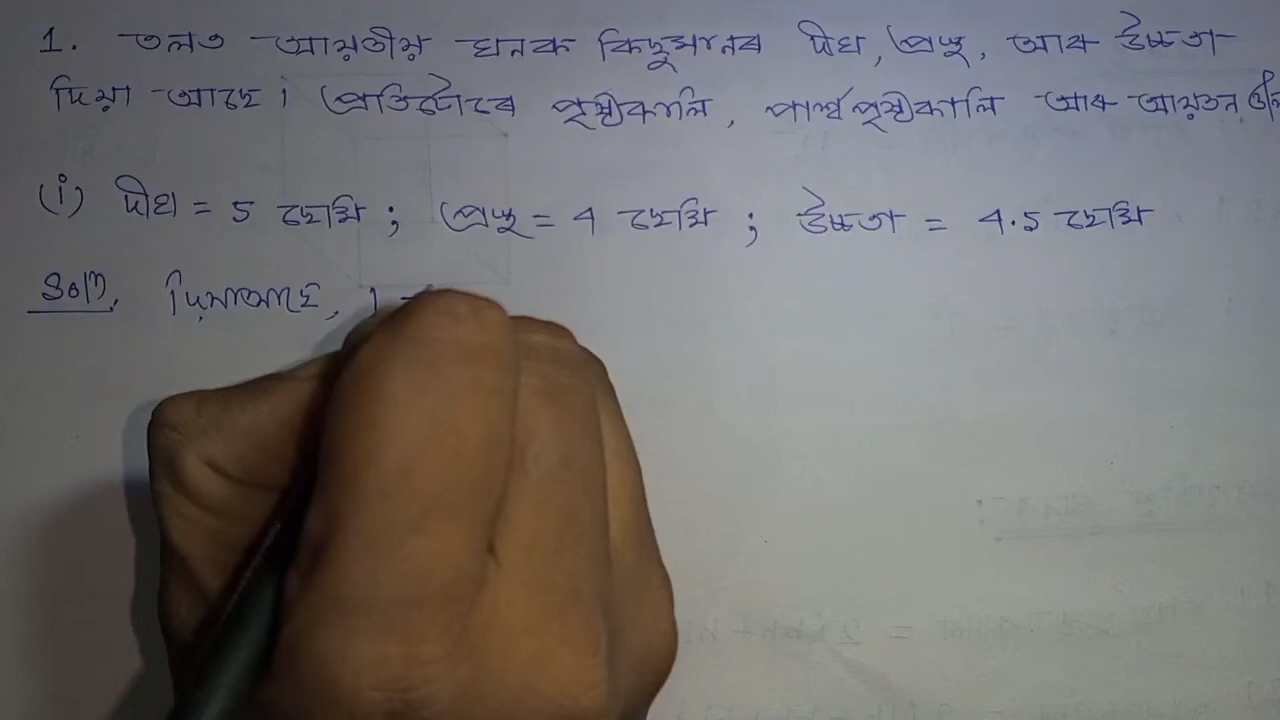 1. তলত আয়তীয় ঘনক কিছুমানৰ দীঘ, প্ৰস্থ, আৰু উচ্চতা
দিয়া আছে। প্ৰতিটোৰে পৃষ্ঠকালি, পাৰ্শ্বপৃষ্ঠকালি আৰু আয়তন
(i) দীঘ = 5 ছেমি ; প্ৰস্থ = 4 ছেমি ; উচ্চতা = 4.5 ছেমি
Soln. দিয়াআছে, l